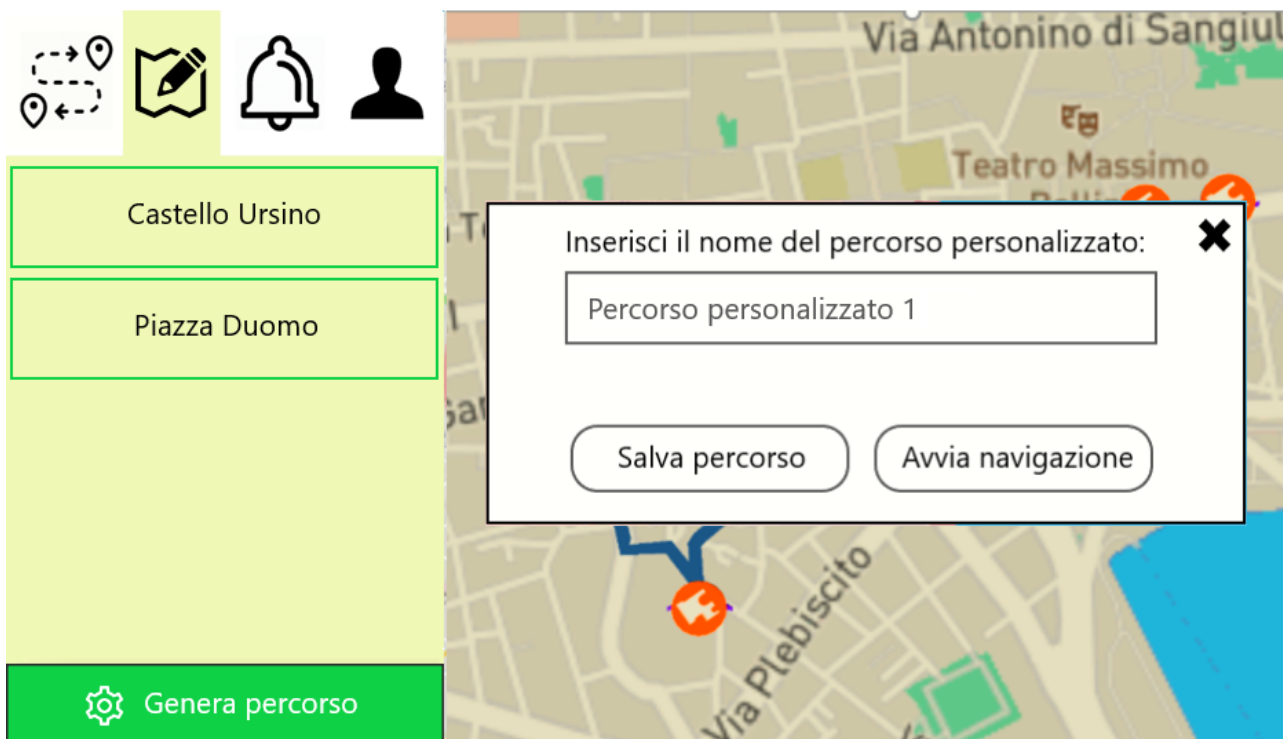 Castello Ursino
Piazza Duomo
Genera percorso
Via Antonino di
Teatro Massimo
Inserisci il nome del percorso personalizzato:
Percorso personalizzato 1
Salva percorso
Avvia navigazione
Via Plebiscito